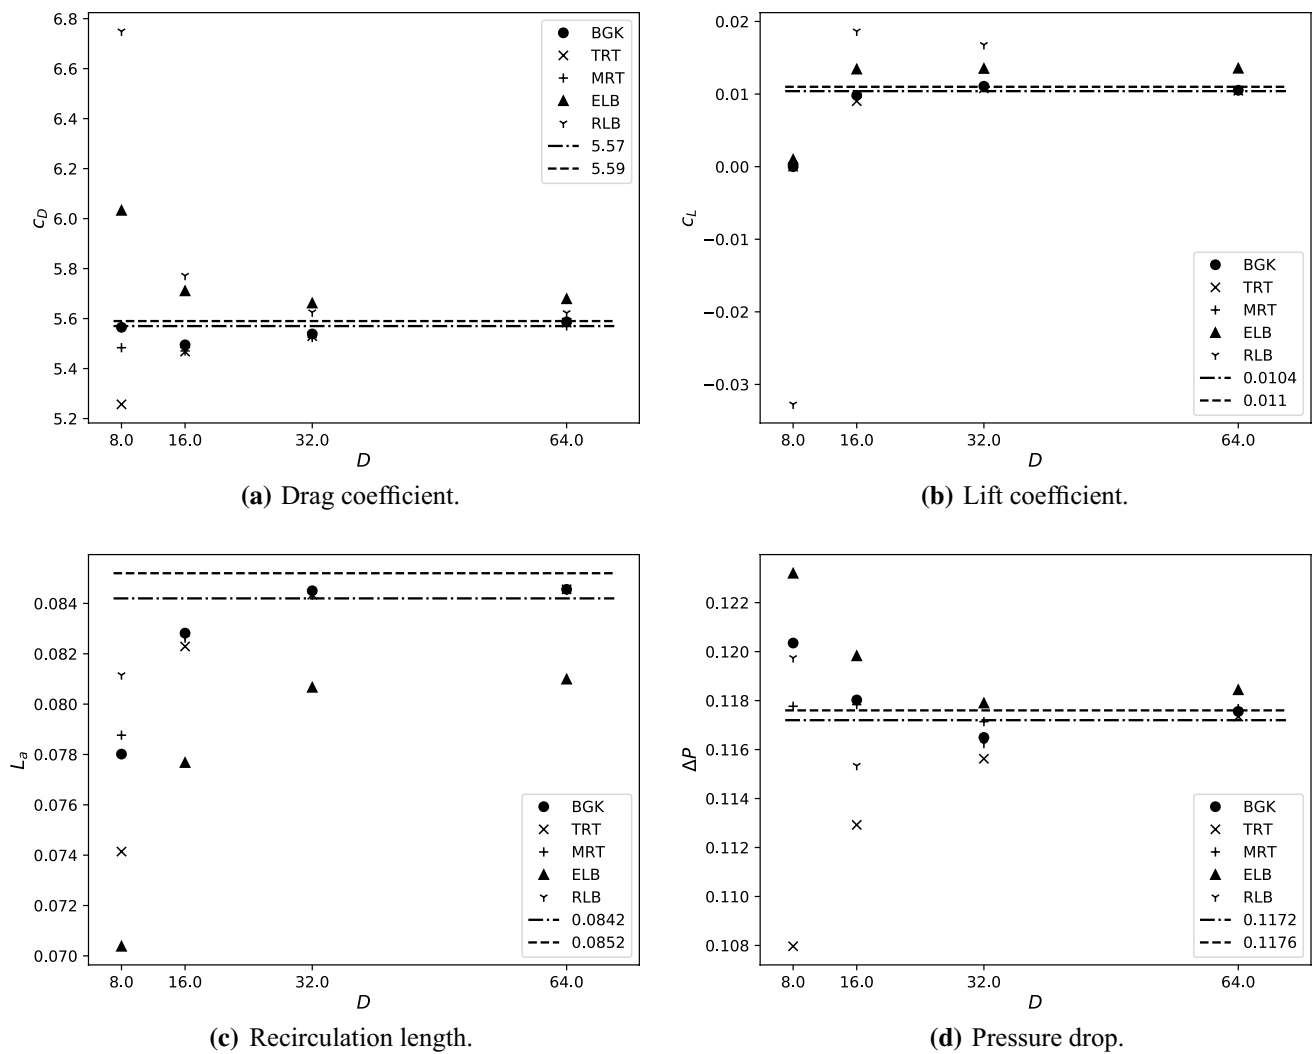 6.8
6.6
6.4
6.2
6.0
5.8
5.6
5.4
5.2
c_D
BGK
TRT
MRT
ELB
RLB
5.57
5.59
8.0 16.0 32.0 64.0
D
(a) Drag coefficient.
0.02
0.01
0.00
−0.01
−0.02
−0.03
c_L
BGK
TRT
MRT
ELB
RLB
0.0104
0.011
8.0 16.0 32.0 64.0
D
(b) Lift coefficient.
0.084
0.082
0.080
0.078
0.076
0.074
0.072
0.070
L_a
BGK
TRT
MRT
ELB
RLB
0.0842
0.0852
8.0 16.0 32.0 64.0
D
(c) Recirculation length.
0.122
0.120
0.118
0.116
0.114
0.112
0.110
0.108
ΔP
BGK
TRT
MRT
ELB
RLB
0.1172
0.1176
8.0 16.0 32.0 64.0
D
(d) Pressure drop.